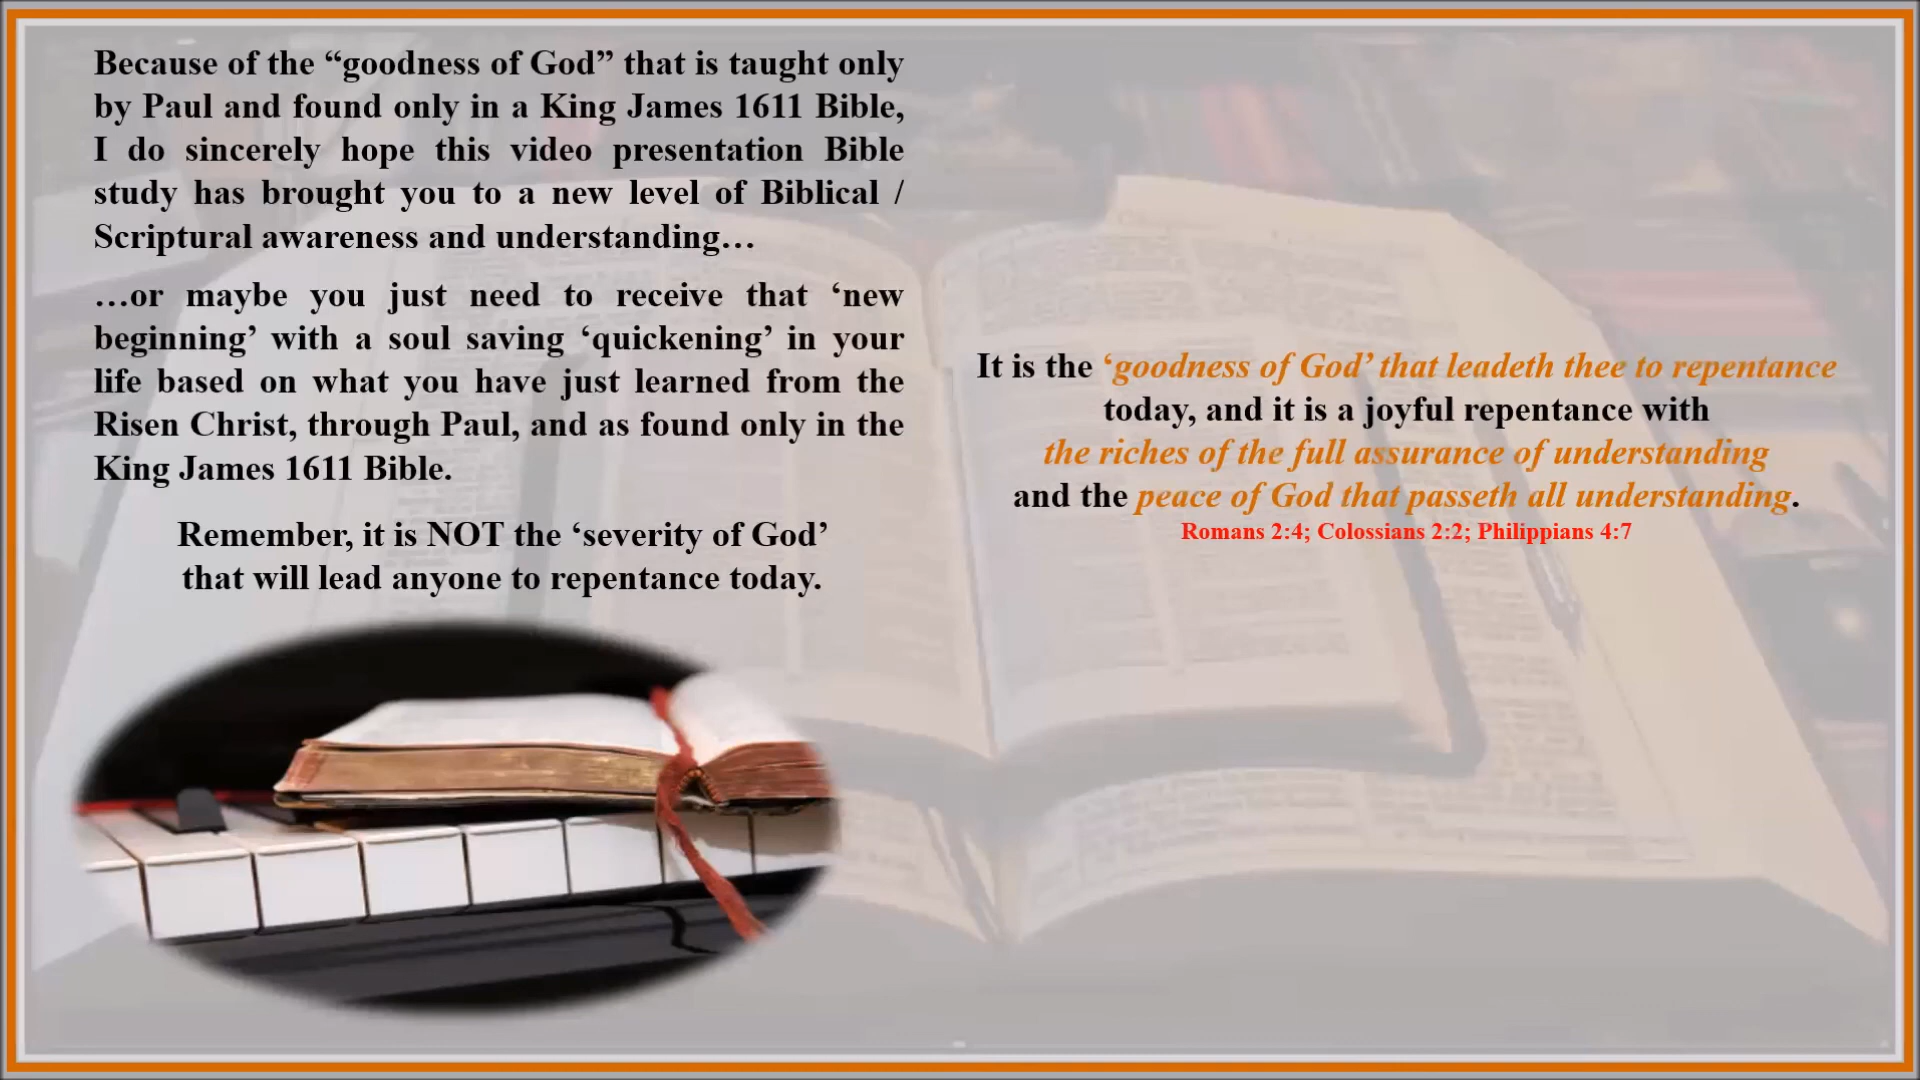 Because of the “goodness of God” that is taught only
by Paul and found only in a King James 1611 Bible,
I do sincerely hope this video presentation Bible
study has brought you to a new level of Biblical /
Scriptural awareness and understanding…
…or maybe you just need to receive that ‘new
beginning’ with a soul saving ‘quickening’ in your
life based on what you have just learned from the
Risen Christ, through Paul, and as found only in the
King James 1611 Bible.
Remember, it is NOT the ‘severity of God’
that will lead anyone to repentance today.
It is the ‘goodness of God’ that leadeth thee to repentance
today, and it is a joyful repentance with
the riches of the full assurance of understanding
and the peace of God that passeth all understanding.
Romans 2:4; Colossians 2:2; Philippians 4:7